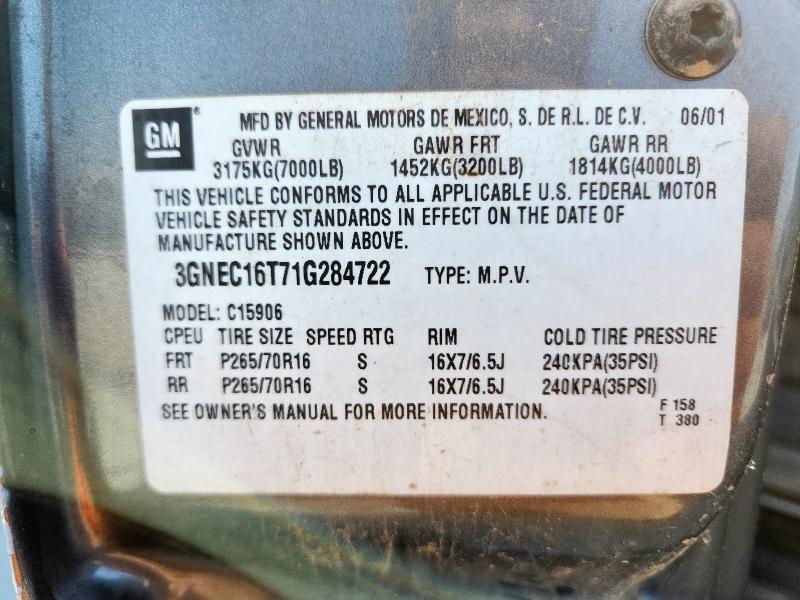 GM® MFD BY GENERAL MOTORS DE MEXICO, S. DE R.L. DE C.V. 06/01
GVWR GAWR FRT GAWR RR
3175KG(7000LB) 1452KG(3200LB) 1814KG(4000LB)
THIS VEHICLE CONFORMS TO ALL APPLICABLE U.S. FEDERAL MOTOR
VEHICLE SAFETY STANDARDS IN EFFECT ON THE DATE OF
MANUFACTURE SHOWN ABOVE.
3GNEC16T71G284722 TYPE: M.P.V.
MODEL: C15906
CPEU TIRE SIZE SPEED RTG RIM COLD TIRE PRESSURE
FRT P265/70R16 S 16X7/6.5J 240KPA(35PSI)
RR P265/70R16 S 16X7/6.5J 240KPA(35PSI)
SEE OWNER'S MANUAL FOR MORE INFORMATION. F 158
T 380